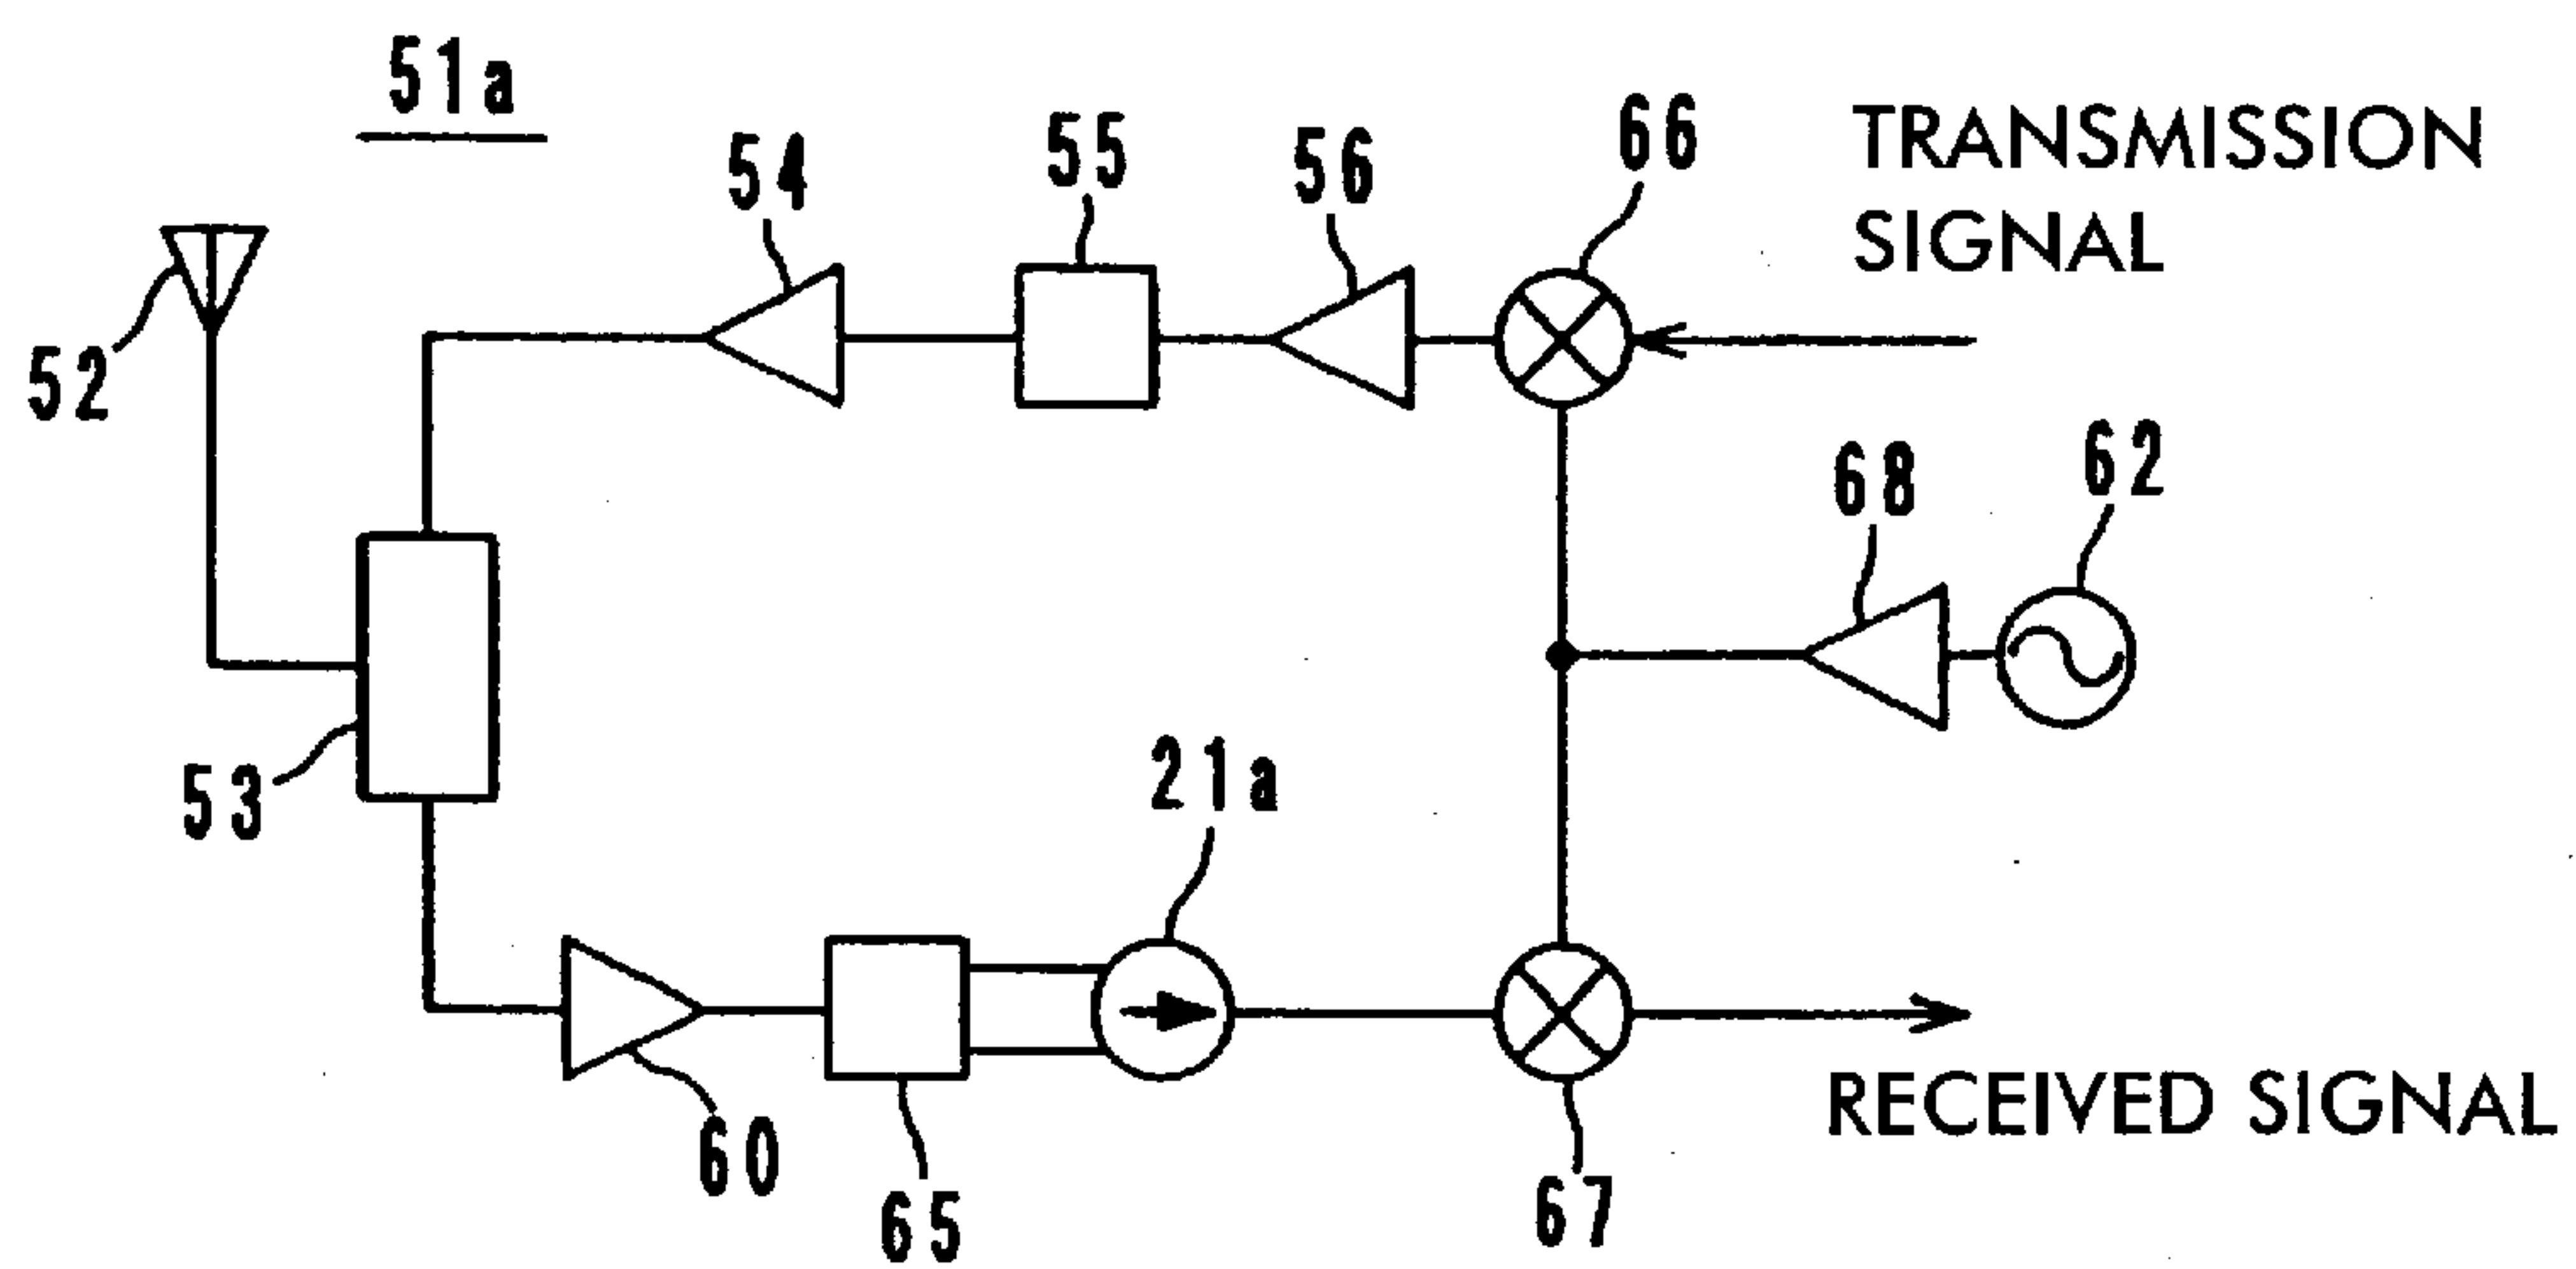 51a
54
55
56
66
TRANSMISSION
SIGNAL
52
68
62
53
21a
60
65
67
RECEIVED SIGNAL